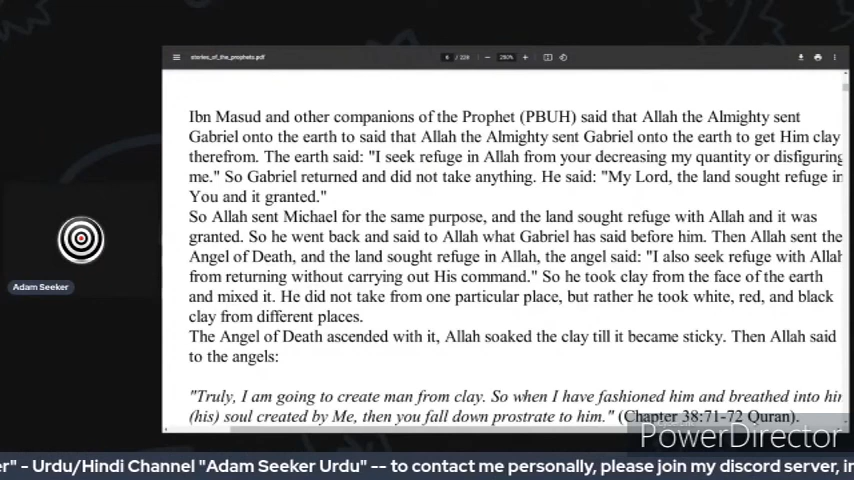 stories_of_the_prophets.pdf
6 / 220
250%
Ibn Masud and other companions of the Prophet (PBUH) said that Allah the Almighty sent
Gabriel onto the earth to said that Allah the Almighty sent Gabriel onto the earth to get Him clay
therefrom. The earth said: "I seek refuge in Allah from your decreasing my quantity or disfiguring
me." So Gabriel returned and did not take anything. He said: "My Lord, the land sought refuge in
You and it granted."
So Allah sent Michael for the same purpose, and the land sought refuge with Allah and it was
granted. So he went back and said to Allah what Gabriel has said before him. Then Allah sent the
Angel of Death, and the land sought refuge in Allah, the angel said: "I also seek refuge with Allah
from returning without carrying out His command." So he took clay from the face of the earth
and mixed it. He did not take from one particular place, but rather he took white, red, and black
clay from different places.
The Angel of Death ascended with it, Allah soaked the clay till it became sticky. Then Allah said
to the angels:
"Truly, I am going to create man from clay. So when I have fashioned him and breathed into hi
(his) soul created by Me, then you fall down prostrate to him." (Chapter 38:71-72 Quran).
Adam Seeker
PowerDirector
er" - Urdu/Hindi Channel "Adam Seeker Urdu" -- to contact me personally, please join my discord server, in